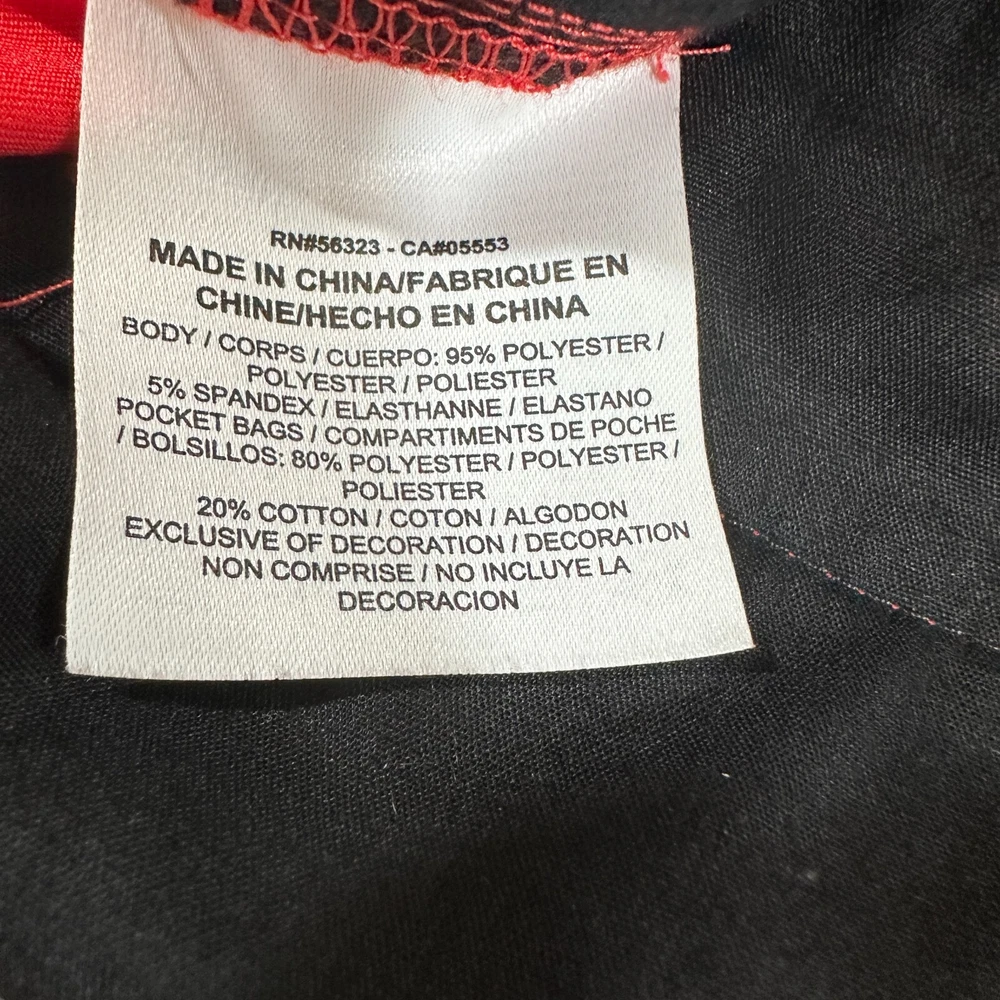 RN#56323 - CA#05553
MADE IN CHINA/FABRIQUE EN
CHINE/HECHO EN CHINA
BODY / CORPS / CUERPO: 95% POLYESTER /
POLYESTER / POLIESTER
5% SPANDEX / ELASTHANNE / ELASTANO
POCKET BAGS / COMPARTIMENTS DE POCHE
/ BOLSILLOS: 80% POLYESTER / POLYESTER /
POLIESTER
20% COTTON / COTON / ALGODON
EXCLUSIVE OF DECORATION / DECORATION
NON COMPRISE / NO INCLUYE LA
DECORACION